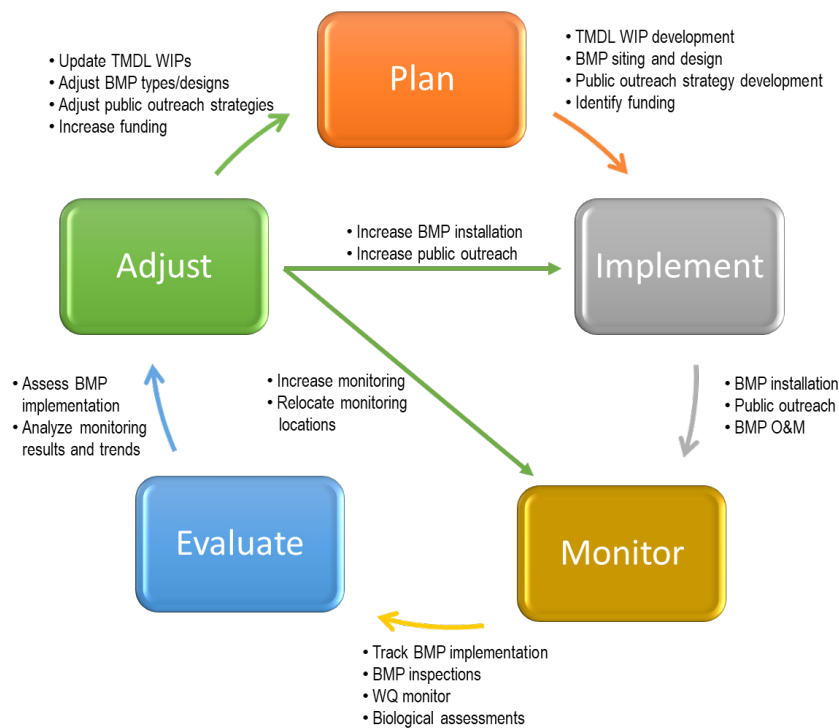 • Update TMDL WIPs
• Adjust BMP types/designs
• Adjust public outreach strategies
• Increase funding
Plan
• TMDL WIP development
• BMP siting and design
• Public outreach strategy development
• Identify funding
Adjust
• Increase BMP installation
• Increase public outreach
Implement
• Assess BMP
implementation
• Analyze monitoring
results and trends
• Increase monitoring
• Relocate monitoring
locations
• BMP installation
• Public outreach
• BMP O&M
Evaluate
Monitor
• Track BMP implementation
• BMP inspections
• WQ monitor
• Biological assessments